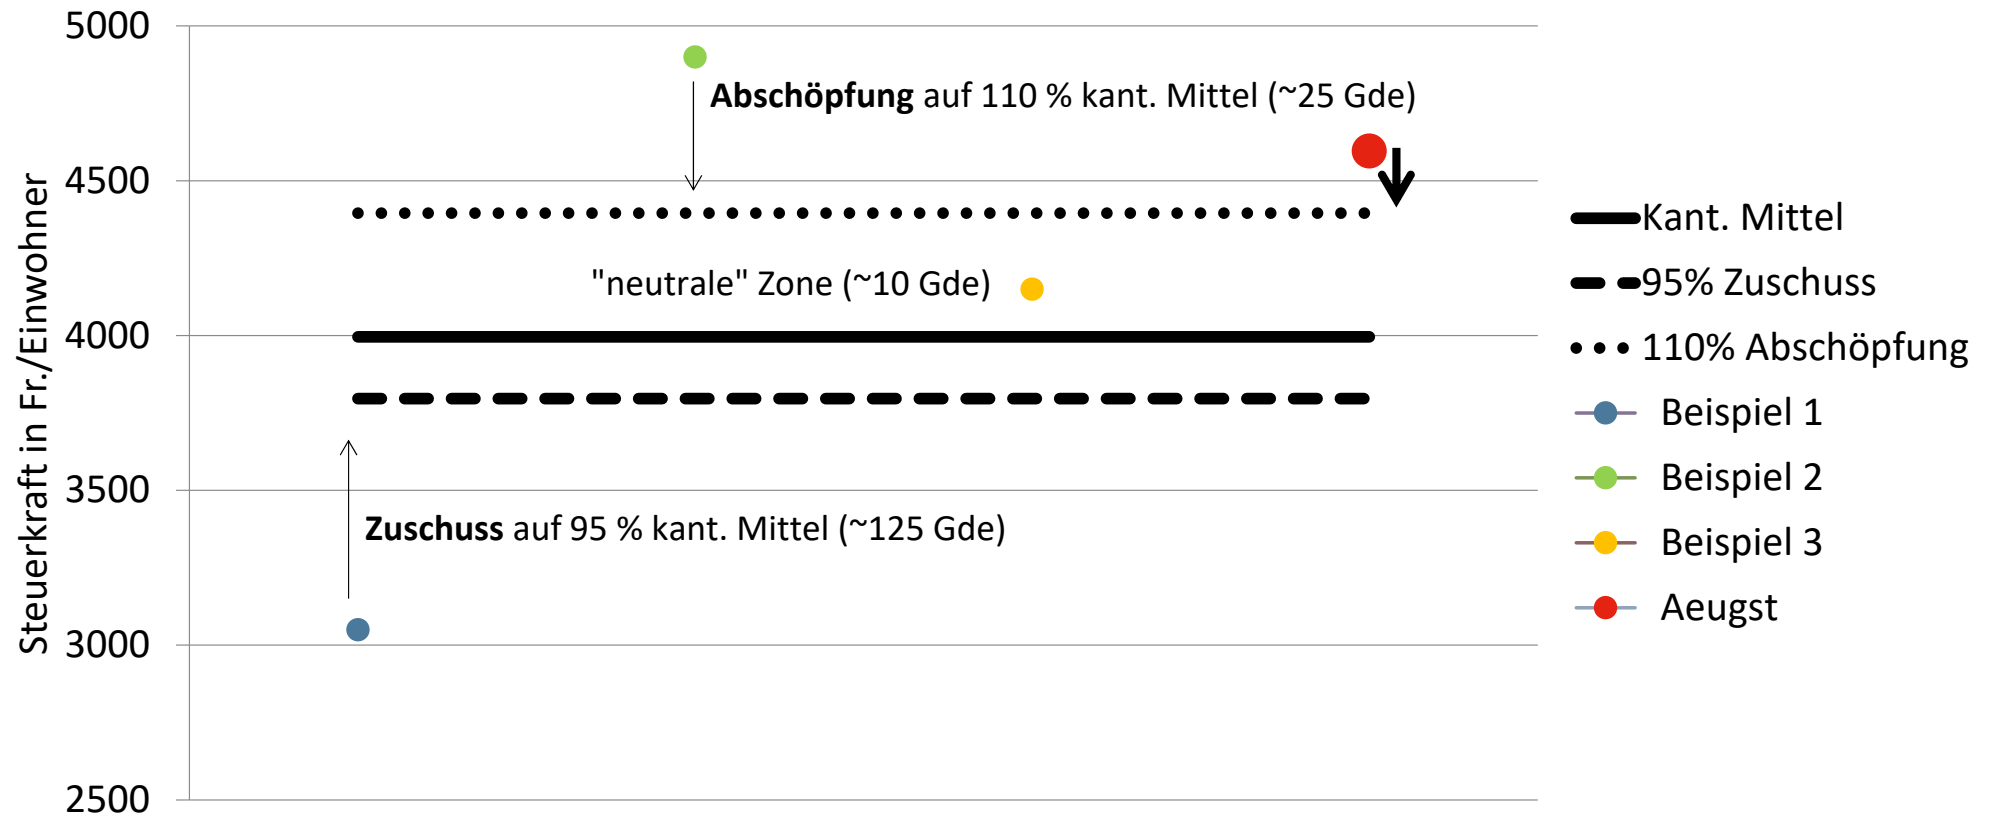 5000
4500
4000
3500
3000
2500
Steuerkraft in Fr./Einwohner
Abschöpfung auf 110 % kant. Mittel (~25 Gde)
"neutrale" Zone (~10 Gde)
Zuschuss auf 95 % kant. Mittel (~125 Gde)
Kant. Mittel
95% Zuschuss
110% Abschöpfung
Beispiel 1
Beispiel 2
Beispiel 3
Aeugst